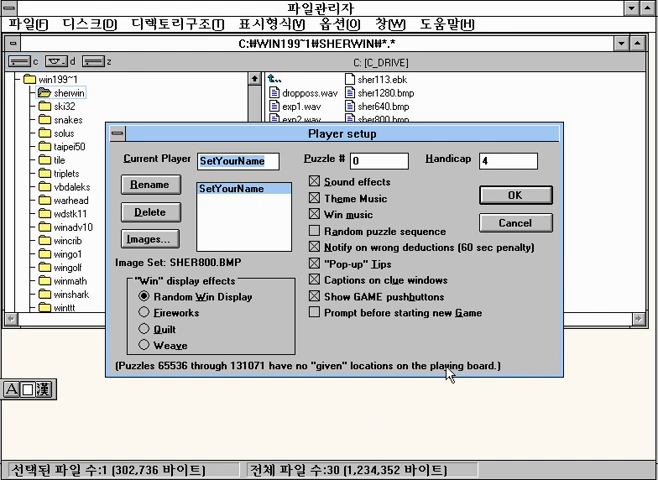 파일관리자
파일(F) 디스크(D) 디렉토리구조(T) 표시형식(V) 옵션(O) 창(W) 도움말(H)
C:₩WIN199~1₩SHERWIN₩*.*
c d z C: [C_DRIVE]
win199~1
sherwin
ski32
snakes
solus
taipei50
tile
triplets
vbdaleks
warhead
wdstk11
winadv10
wincrib
wingo1
wingolf
winmath
winshark
winttt
..
dropposs.wav
exp1.wav
exp2.wav
sher113.ebk
sher1280.bmp
sher640.bmp
sher800.bmp
Player setup
Current Player SetYourName Puzzle # 0 Handicap 4
Rename
Delete
Images...
SetYourName
Image Set: SHER800.BMP
"Win" display effects
Random Win Display
Fireworks
Quilt
Weave
Sound effects
Theme Music
Win music
Random puzzle sequence
Notify on wrong deductions (60 sec penalty)
"Pop-up" Tips
Captions on clue windows
Show GAME pushbuttons
Prompt before starting new Game
OK
Cancel
(Puzzles 65536 through 131071 have no "given" locations on the playing board.)
A 漢
선택된 파일 수:1 (302,736 바이트) 전체 파일 수:30 (1,234,352 바이트)